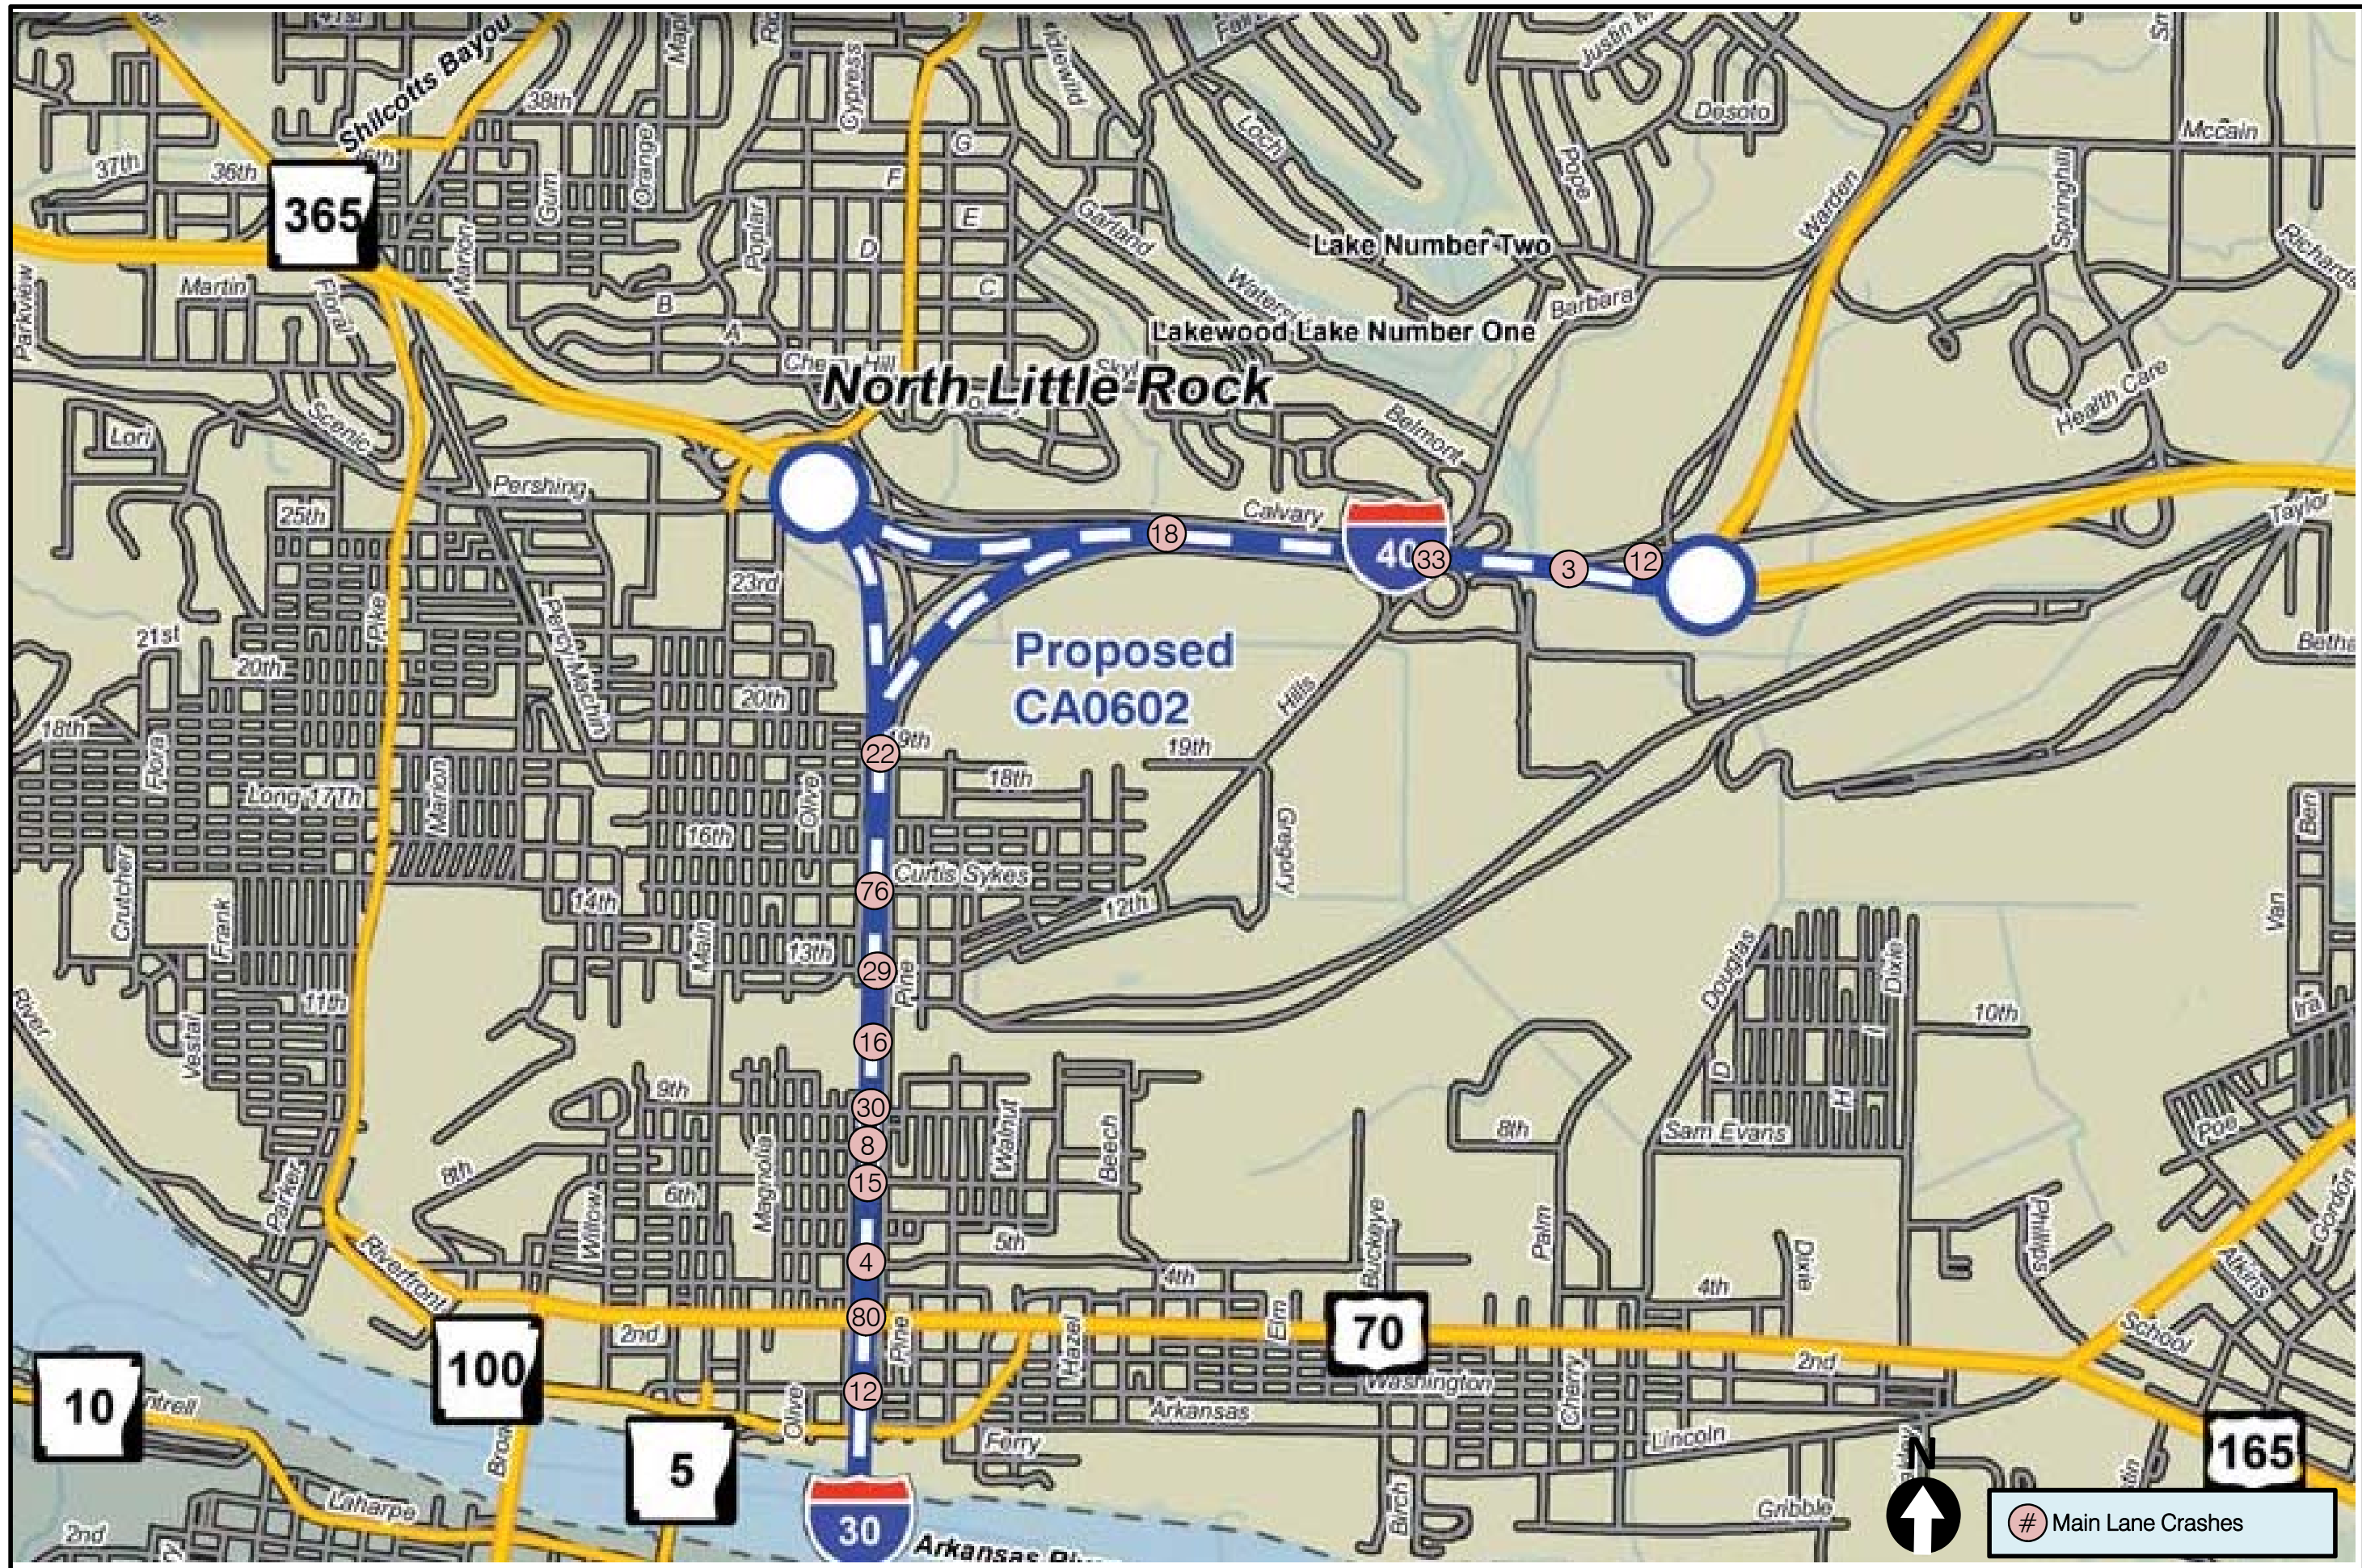 41st
Shilcotts Bayou
38th
37th
36th
365
Gum
Orange
Cypress
Poplar
G
F
E
D
C
B
A
Idlewild
Loch
Garland
Pope
Desoto
Mccain
Springhill
Warden
Lake Number Two
Barbara
Lakewood Lake Number One
Parkview
Martin
Floral
Marion
North Little Rock
Belmont
Health Care
Lori
Scenic
Pershing
25th
Calvary
18
40
33
3
12
Taylor
23rd
Pike
Percy Machin
21st
20th
20th
Proposed
CA0602
Hills
18th
22
19th
19th
18th
Flora
Long 17Th
Marion
Olive
16th
Gregory
Ben
76
Curtis Sykes
Crutcher
Frank
14th
12th
Main
13th
29
Pine
Van
Douglas
Dixie
11th
River
Vestal
16
10th
Ira
9th
30
Walnut
Beech
D
H
8
8th
Sam Evans
Poe
8th
15
Parker
6th
Willow
Magnolia
Buckeye
Palm
Phillips
Gordon
Riverfront
5th
4
4th
4th
Dixie
Atkins
80
2nd
Pine
Hazel
Elm
70
School
100
2nd
10
12
Washington
Cherry
Olive
Arkansas
Ferry
Lincoln
5
165
Laharpe
2nd
30
Birch
Gribble
N
# Main Lane Crashes